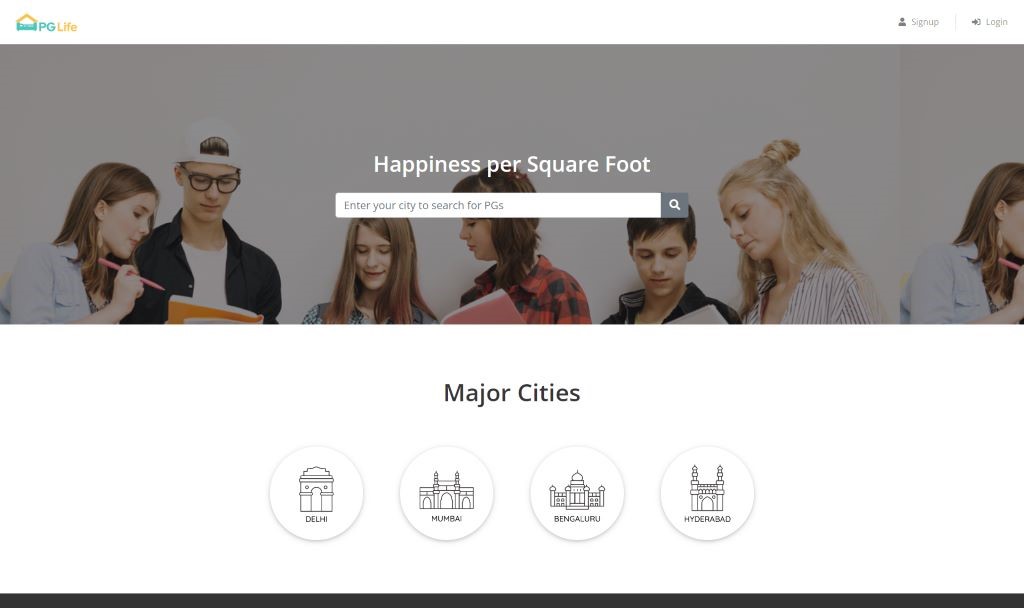 PG Life
Signup
Login
Happiness per Square Foot
Enter your city to search for PGs
Major Cities
DELHI
MUMBAI
BENGALURU
HYDERABAD